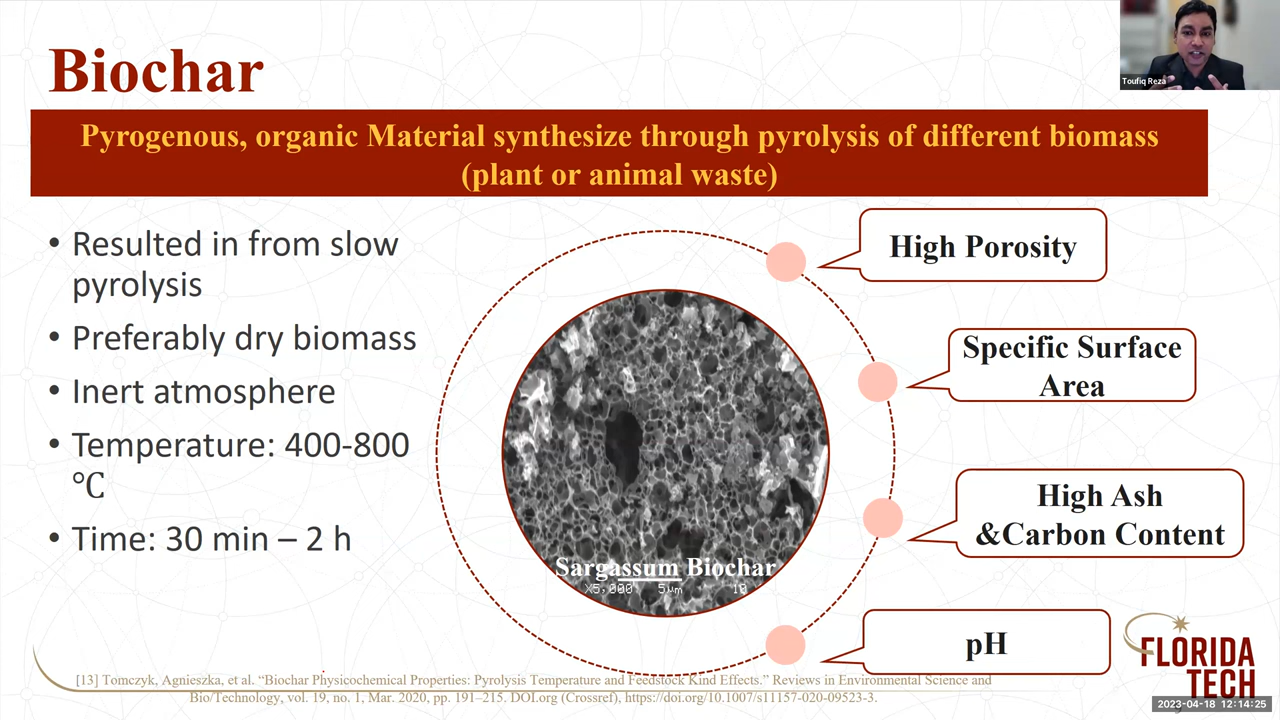 Biochar
Toufiq Reza
Pyrogenous, organic Material synthesize through pyrolysis of different biomass
(plant or animal waste)
• Resulted in from slow
pyrolysis
• Preferably dry biomass
• Inert atmosphere
• Temperature: 400-800
℃
• Time: 30 min – 2 h
High Porosity
Specific Surface
Area
High Ash
&Carbon Content
pH
Sargassum Biochar
X5,000 5μm 10
[13] Tomczyk, Agnieszka, et al. “Biochar Physicochemical Properties: Pyrolysis Temperature and Feedstock Kind Effects.” Reviews in Environmental Science and
Bio/Technology, vol. 19, no. 1, Mar. 2020, pp. 191–215. DOI.org (Crossref), https://doi.org/10.1007/s11157-020-09523-3.
FLORIDA
TECH
2023-04-18 12:14:25